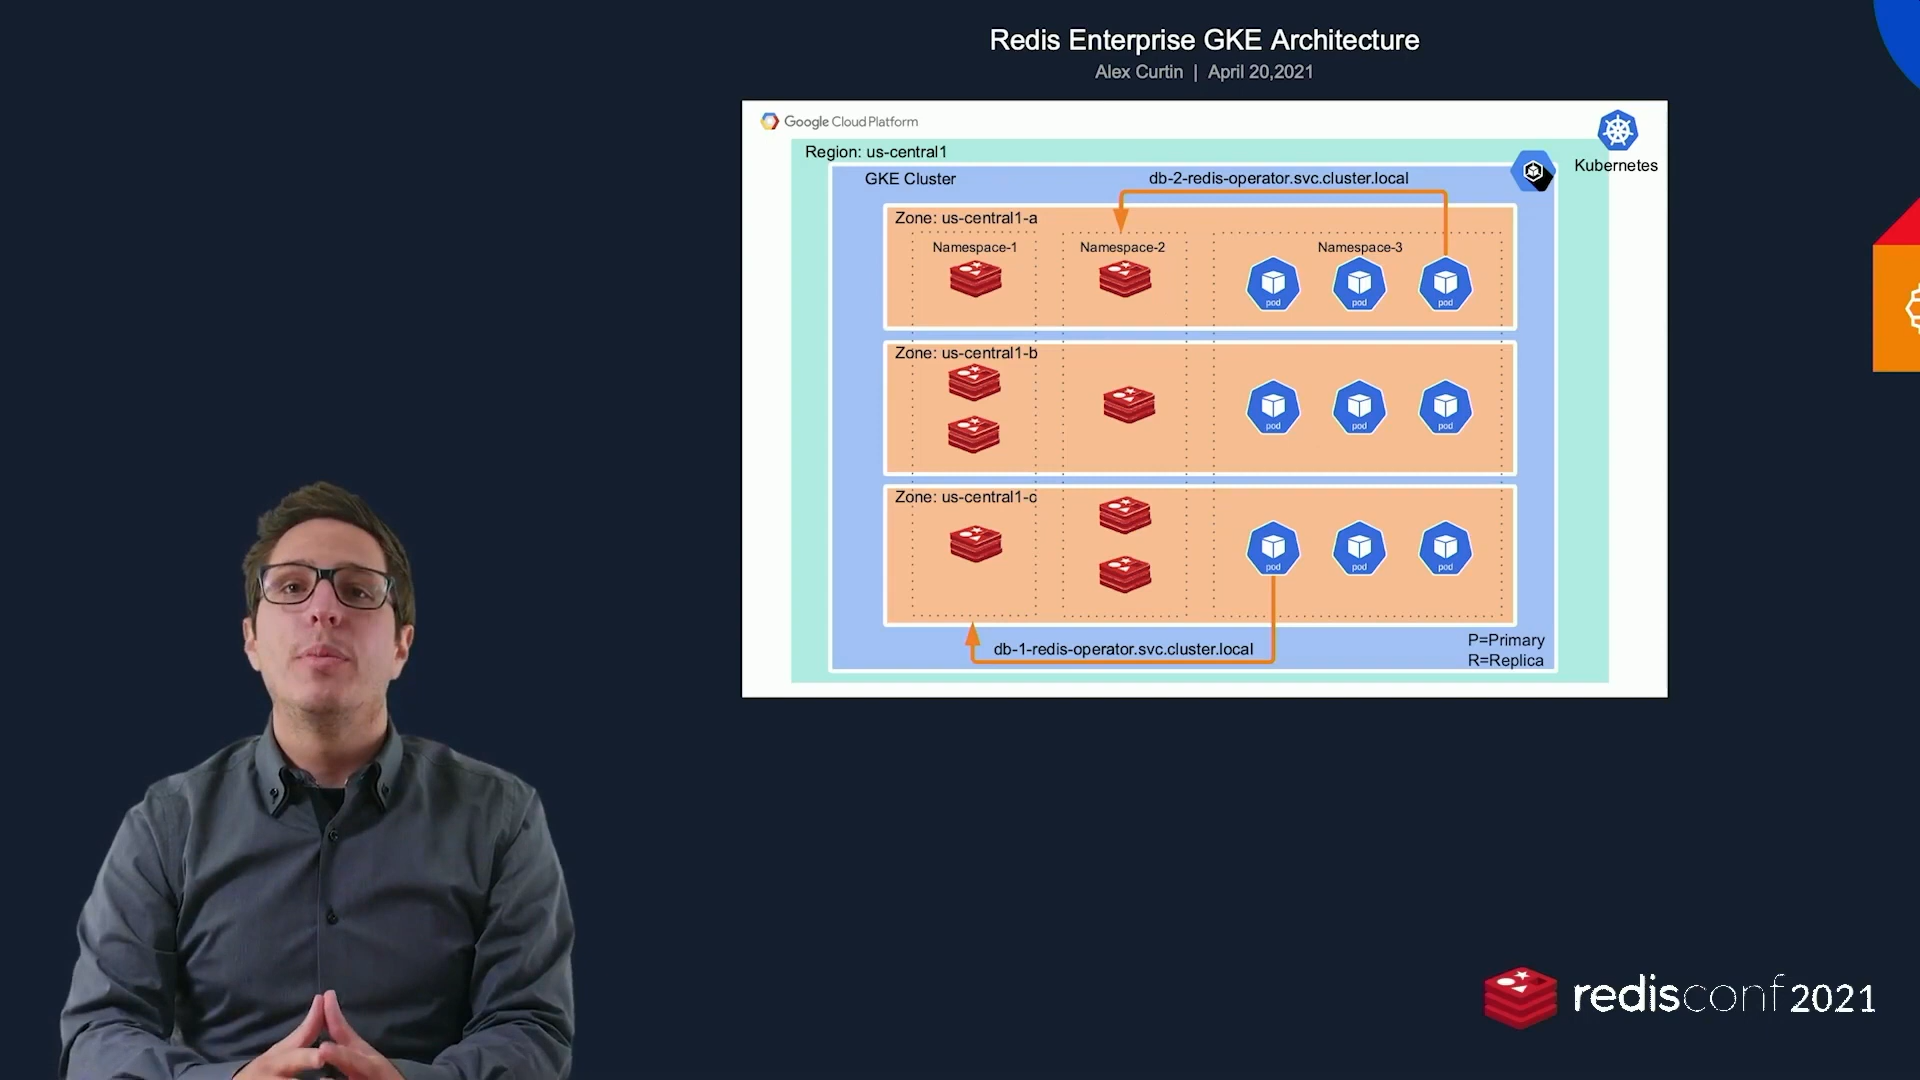 Redis Enterprise GKE Architecture
Alex Curtin | April 20,2021
Google Cloud Platform
Kubernetes
Region: us-central1
GKE Cluster
db-2-redis-operator.svc.cluster.local
Zone: us-central1-a
Namespace-1
Namespace-2
Namespace-3
pod
pod
pod
Zone: us-central1-b
pod
pod
pod
Zone: us-central1-c
pod
pod
pod
db-1-redis-operator.svc.cluster.local
P=Primary
R=Replica
redisconf 2021